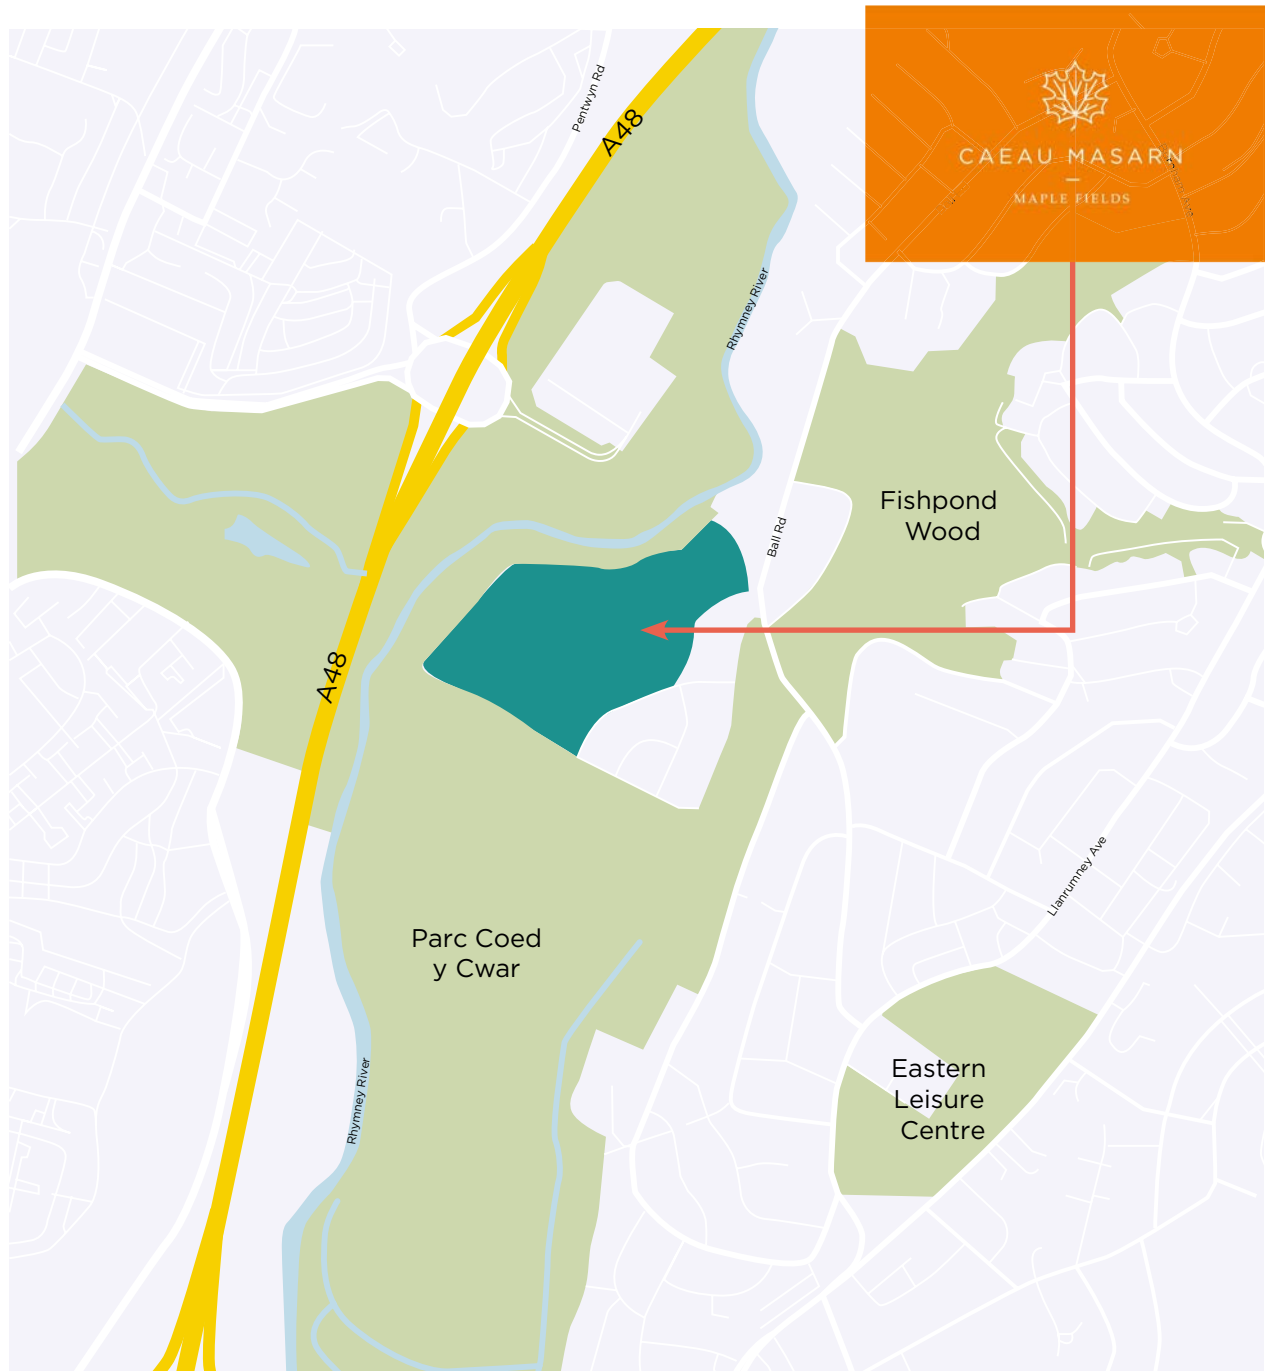 Pentwyn Rd
A48
CAEAU MASARN
MAPLE FIELDS
Rhymney River
Fishpond
Wood
Ball Rd
A48
Llanrumney Ave
Parc Coed
y Cwar
Rhymney River
Eastern
Leisure
Centre